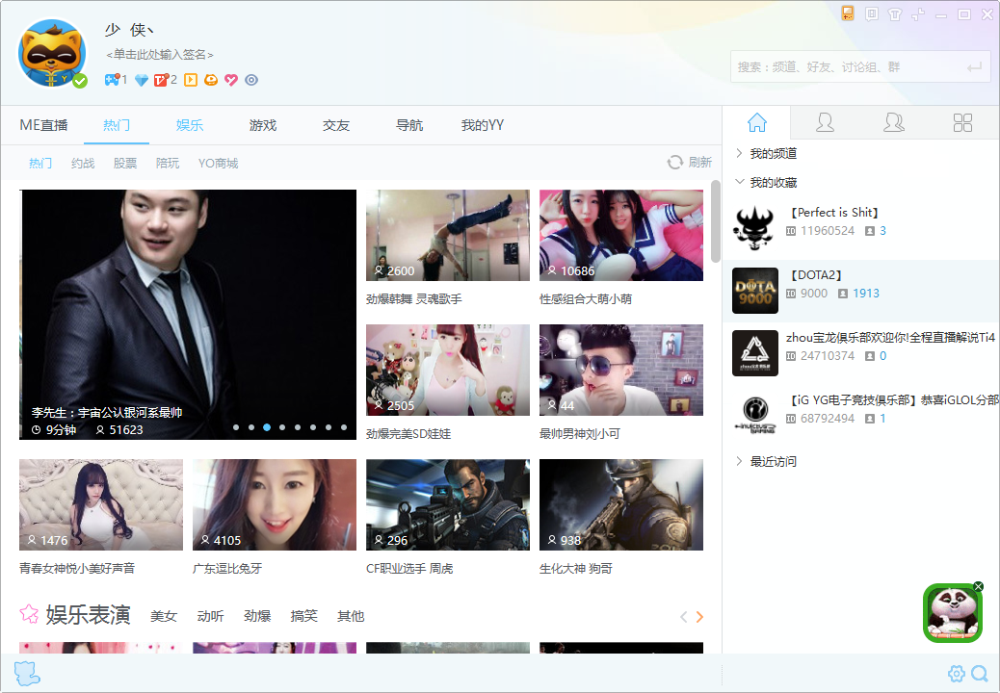 少 侠丶
<单击此处输入签名>
1 2
搜索：频道、好友、讨论组、群
ME直播 热门 娱乐 游戏 交友 导航 我的YY
热门 约战 股票 陪玩 YO商城 刷新
李先生：宇宙公认银河系最帅
9分钟 51623
2600
劲爆韩舞 灵魂歌手
10686
性感组合大萌小萌
2505
劲爆完美SD娃娃
44
最帅男神刘小可
1476
青春女神悦小美好声音
4105
广东逗比兔牙
296
CF职业选手 周虎
938
生化大神 狗哥
娱乐表演 美女 动听 劲爆 搞笑 其他
我的频道
我的收藏
【Perfect is Shit】
ID 11960524 3
DOTA
9000
【DOTA2】
ID 9000 1913
zhou宝龙俱乐部欢迎你!全程直播解说Ti4
ID 24710374 0
invictus
GAMING
【iG YG电子竞技俱乐部】恭喜iGLOL分部
ID 68792494 1
最近访问